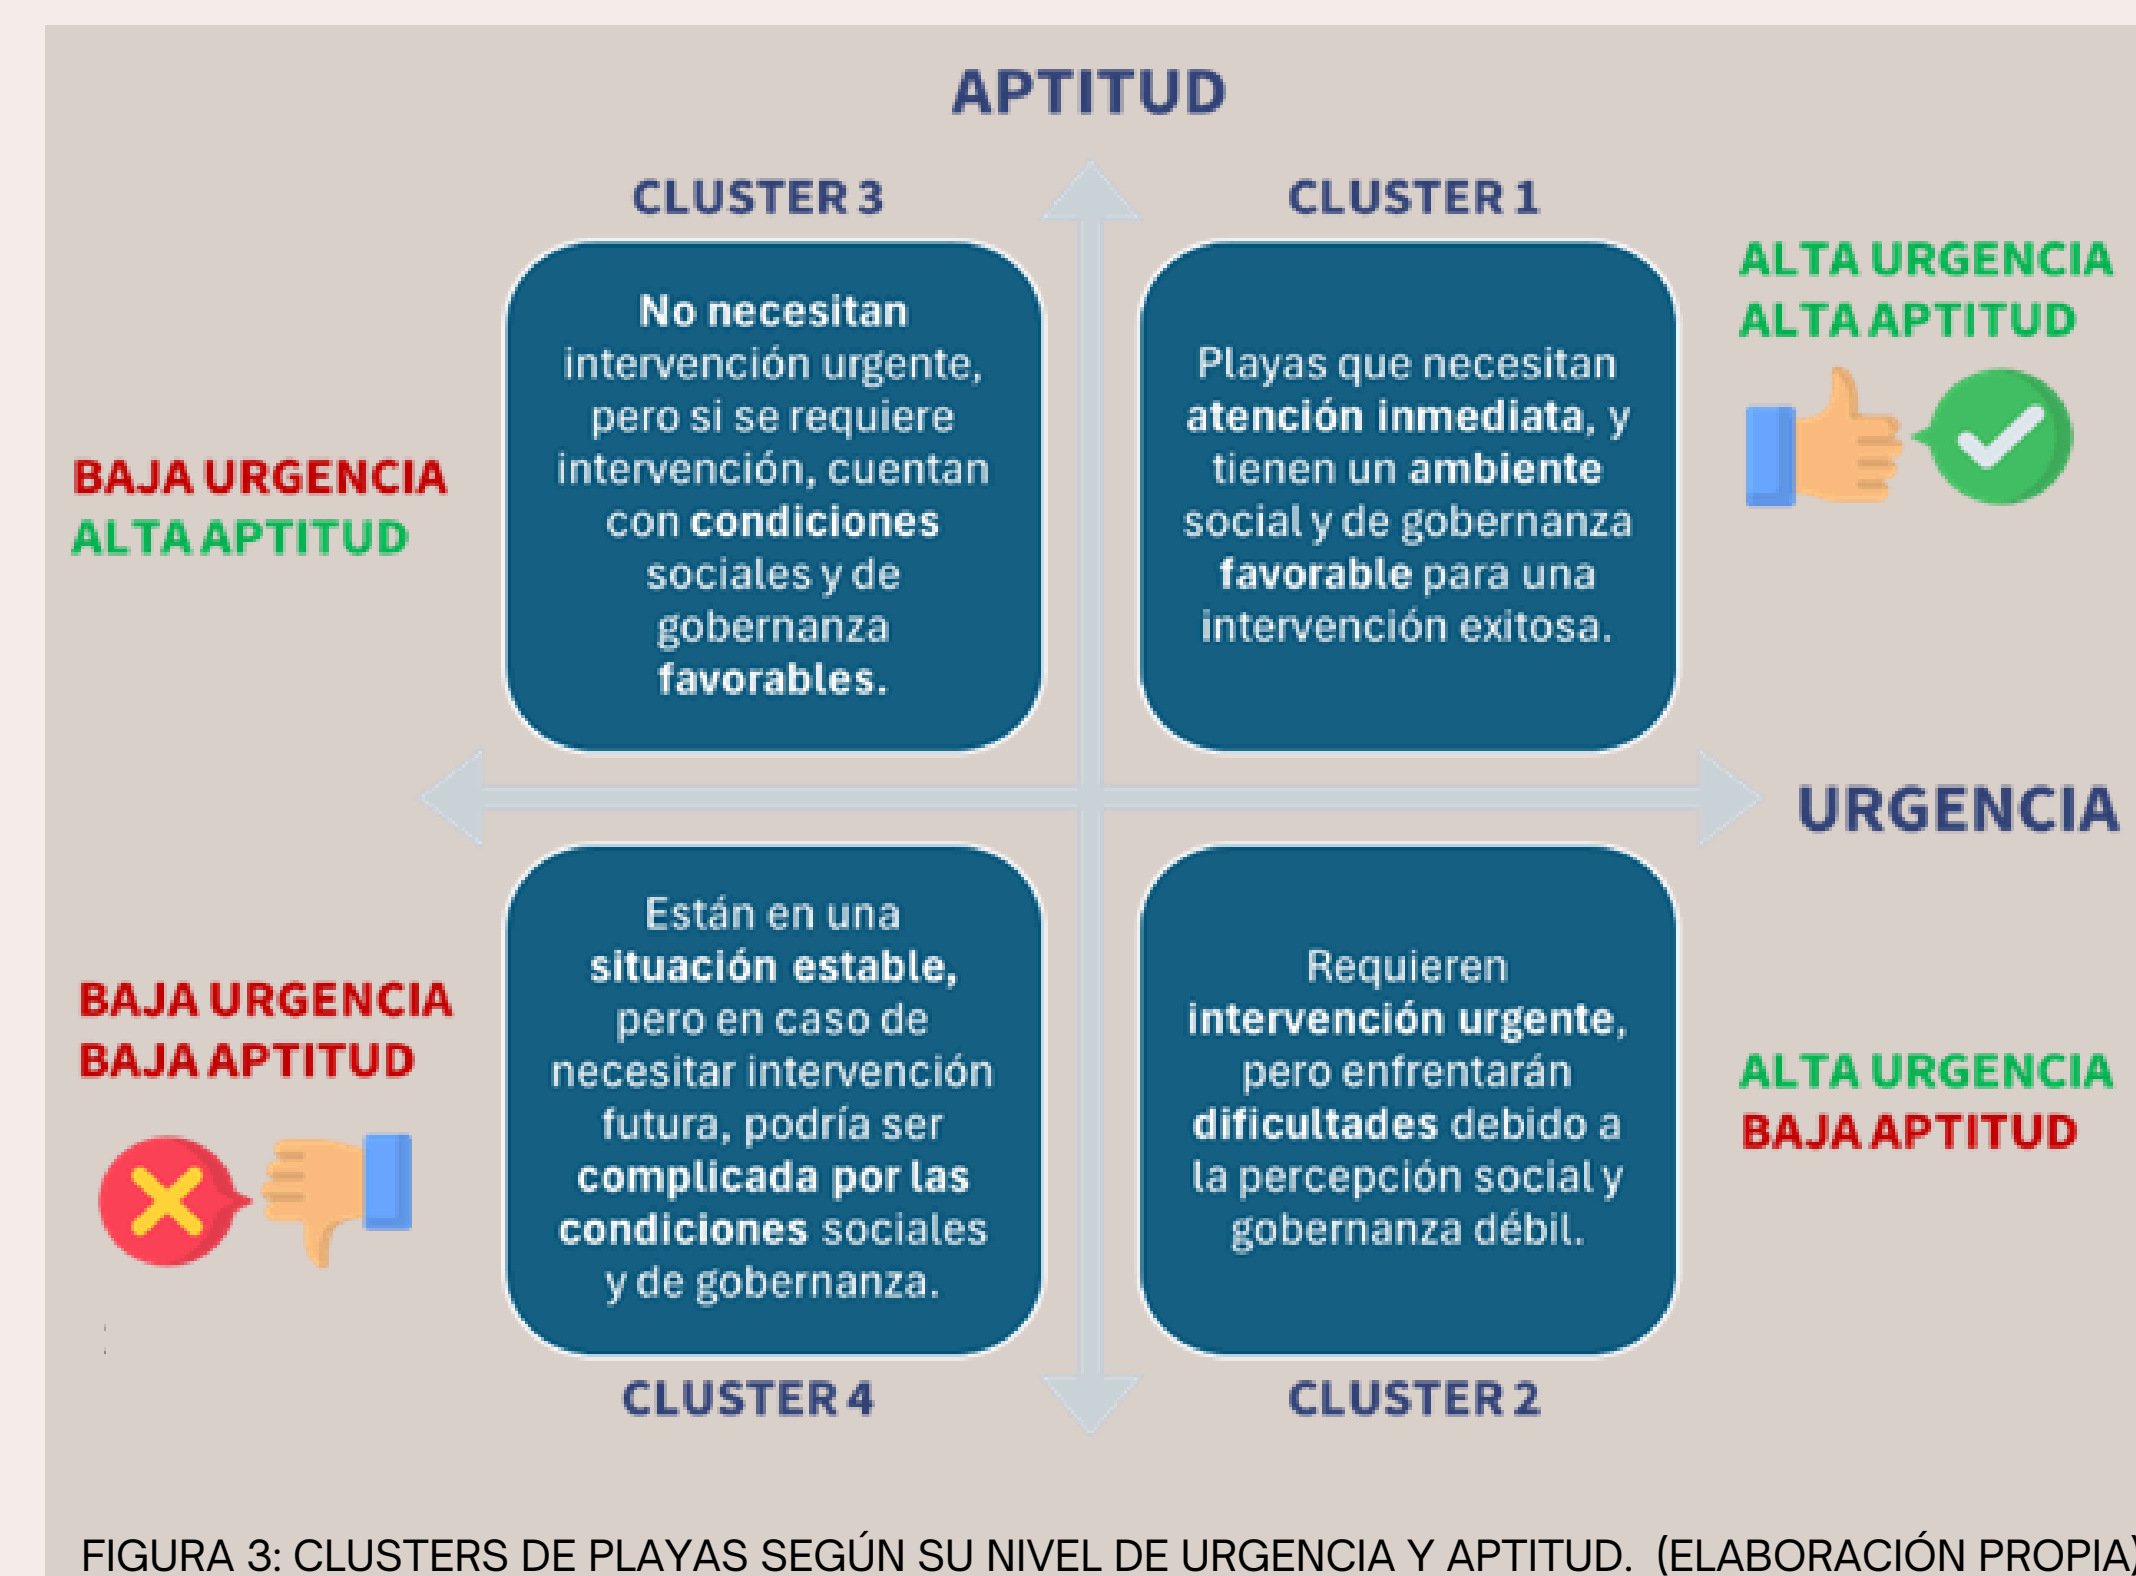 APTITUD
CLUSTER 3
No necesitan
intervención urgente,
pero si se requiere
intervención, cuentan
con condiciones
sociales y de
gobernanza
favorables.
BAJA URGENCIA
ALTA APTITUD
CLUSTER 1
Playas que necesitan
atención inmediata, y
tienen un ambiente
social y de gobernanza
favorable para una
intervención exitosa.
ALTA URGENCIA
ALTA APTITUD
URGENCIA
BAJA URGENCIA
BAJA APTITUD
Están en una
situación estable,
pero en caso de
necesitar intervención
futura, podría ser
complicada por las
condiciones sociales
y de gobernanza.
CLUSTER 4
Requieren
intervención urgente,
pero enfrentarán
dificultades debido a
la percepción social y
gobernanza débil.
CLUSTER 2
ALTA URGENCIA
BAJA APTITUD
FIGURA 3: CLUSTERS DE PLAYAS SEGÚN SU NIVEL DE URGENCIA Y APTITUD. (ELABORACIÓN PROPIA)